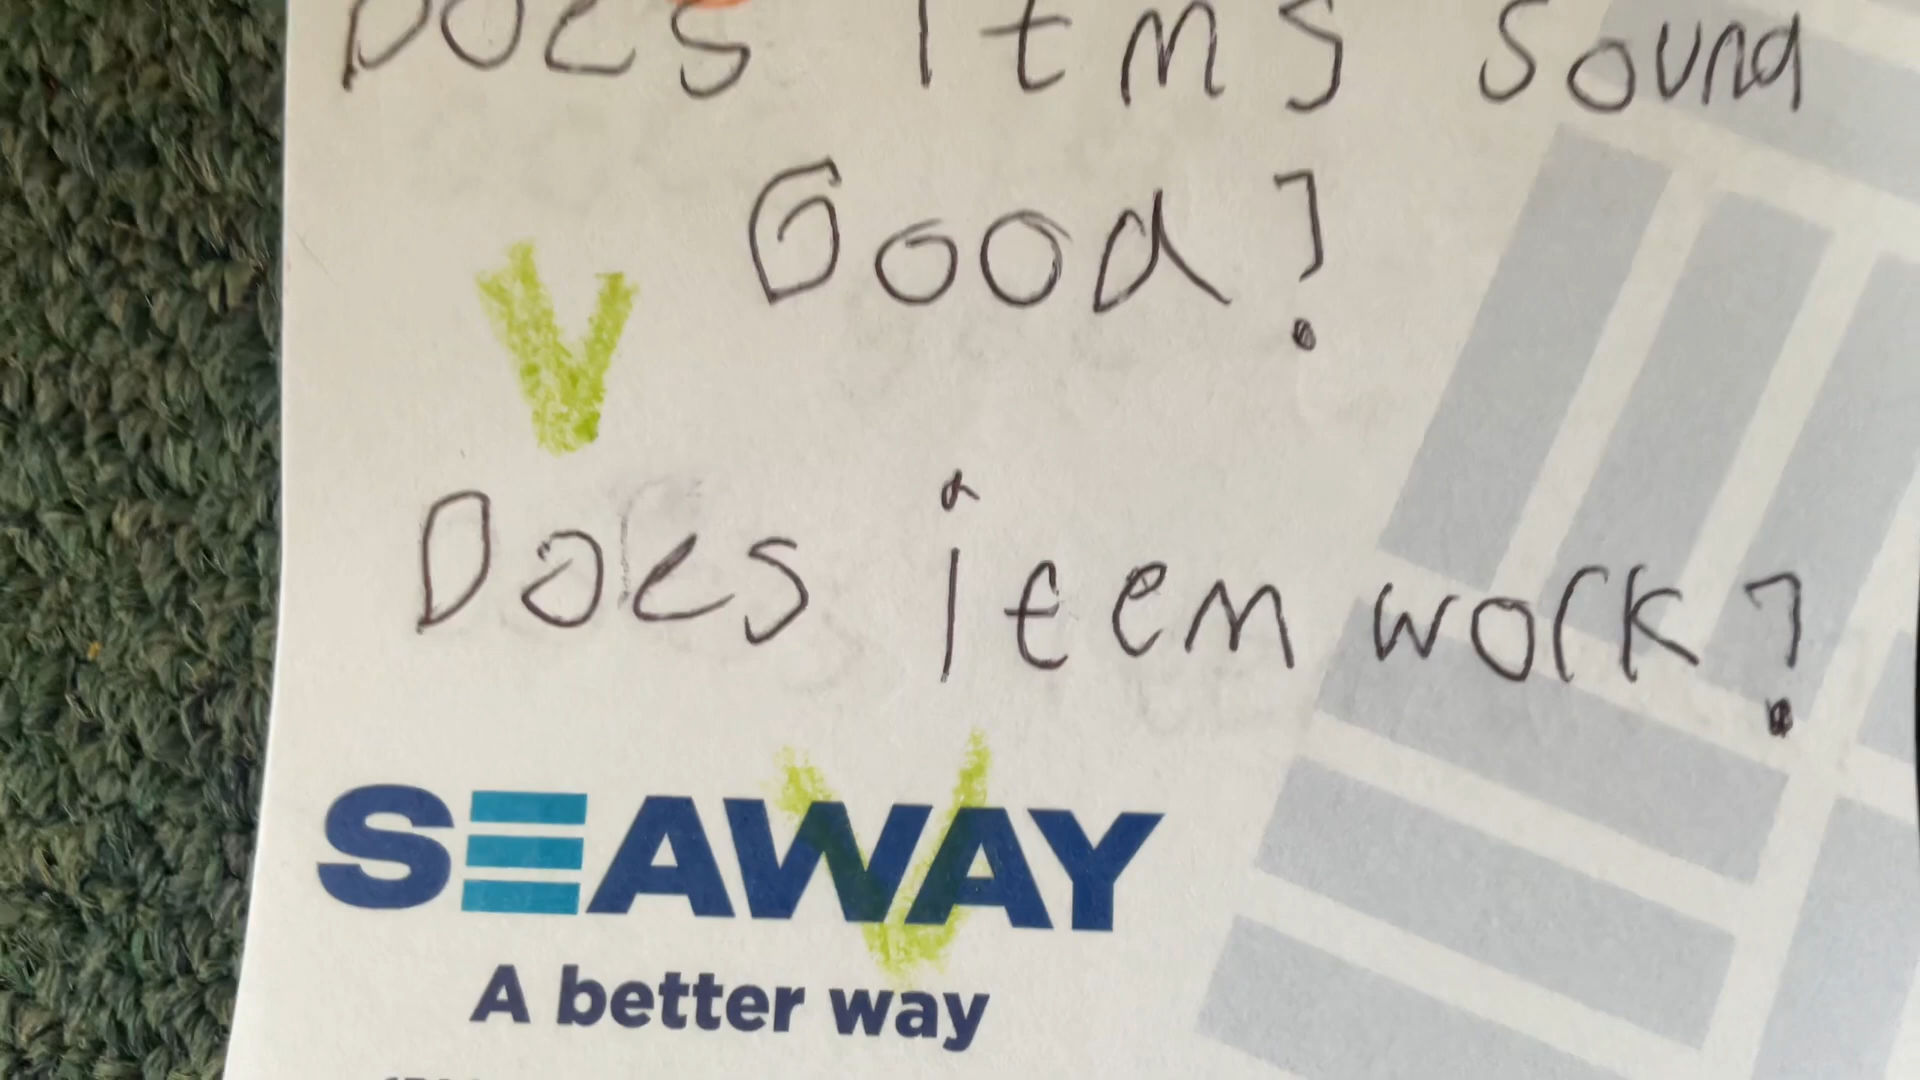 Does itms sound
Good?
V
Does item work?
V
SEAWAY
A better way